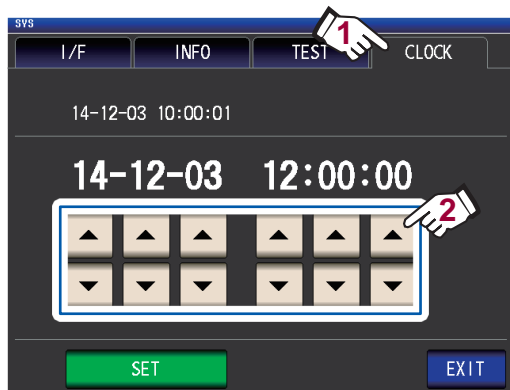 SYS
1
I/F INFO TEST CLOCK
14-12-03 10:00:01
14-12-03 12:00:00
2
SET EXIT